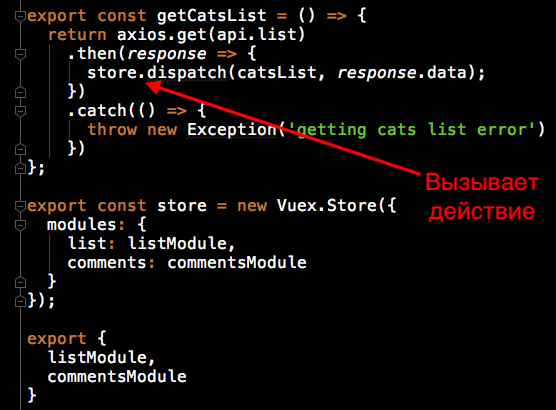 export const getCatsList = () => {
  return axios.get(api.list)
    .then(response => {
      store.dispatch(catsList, response.data);
    })
    .catch(() => {
      throw new Exception('getting cats list error')
    })
};
Вызывает
действие
export const store = new Vuex.Store({
  modules: {
    list: listModule,
    comments: commentsModule
  }
});
export {
  listModule,
  commentsModule
}